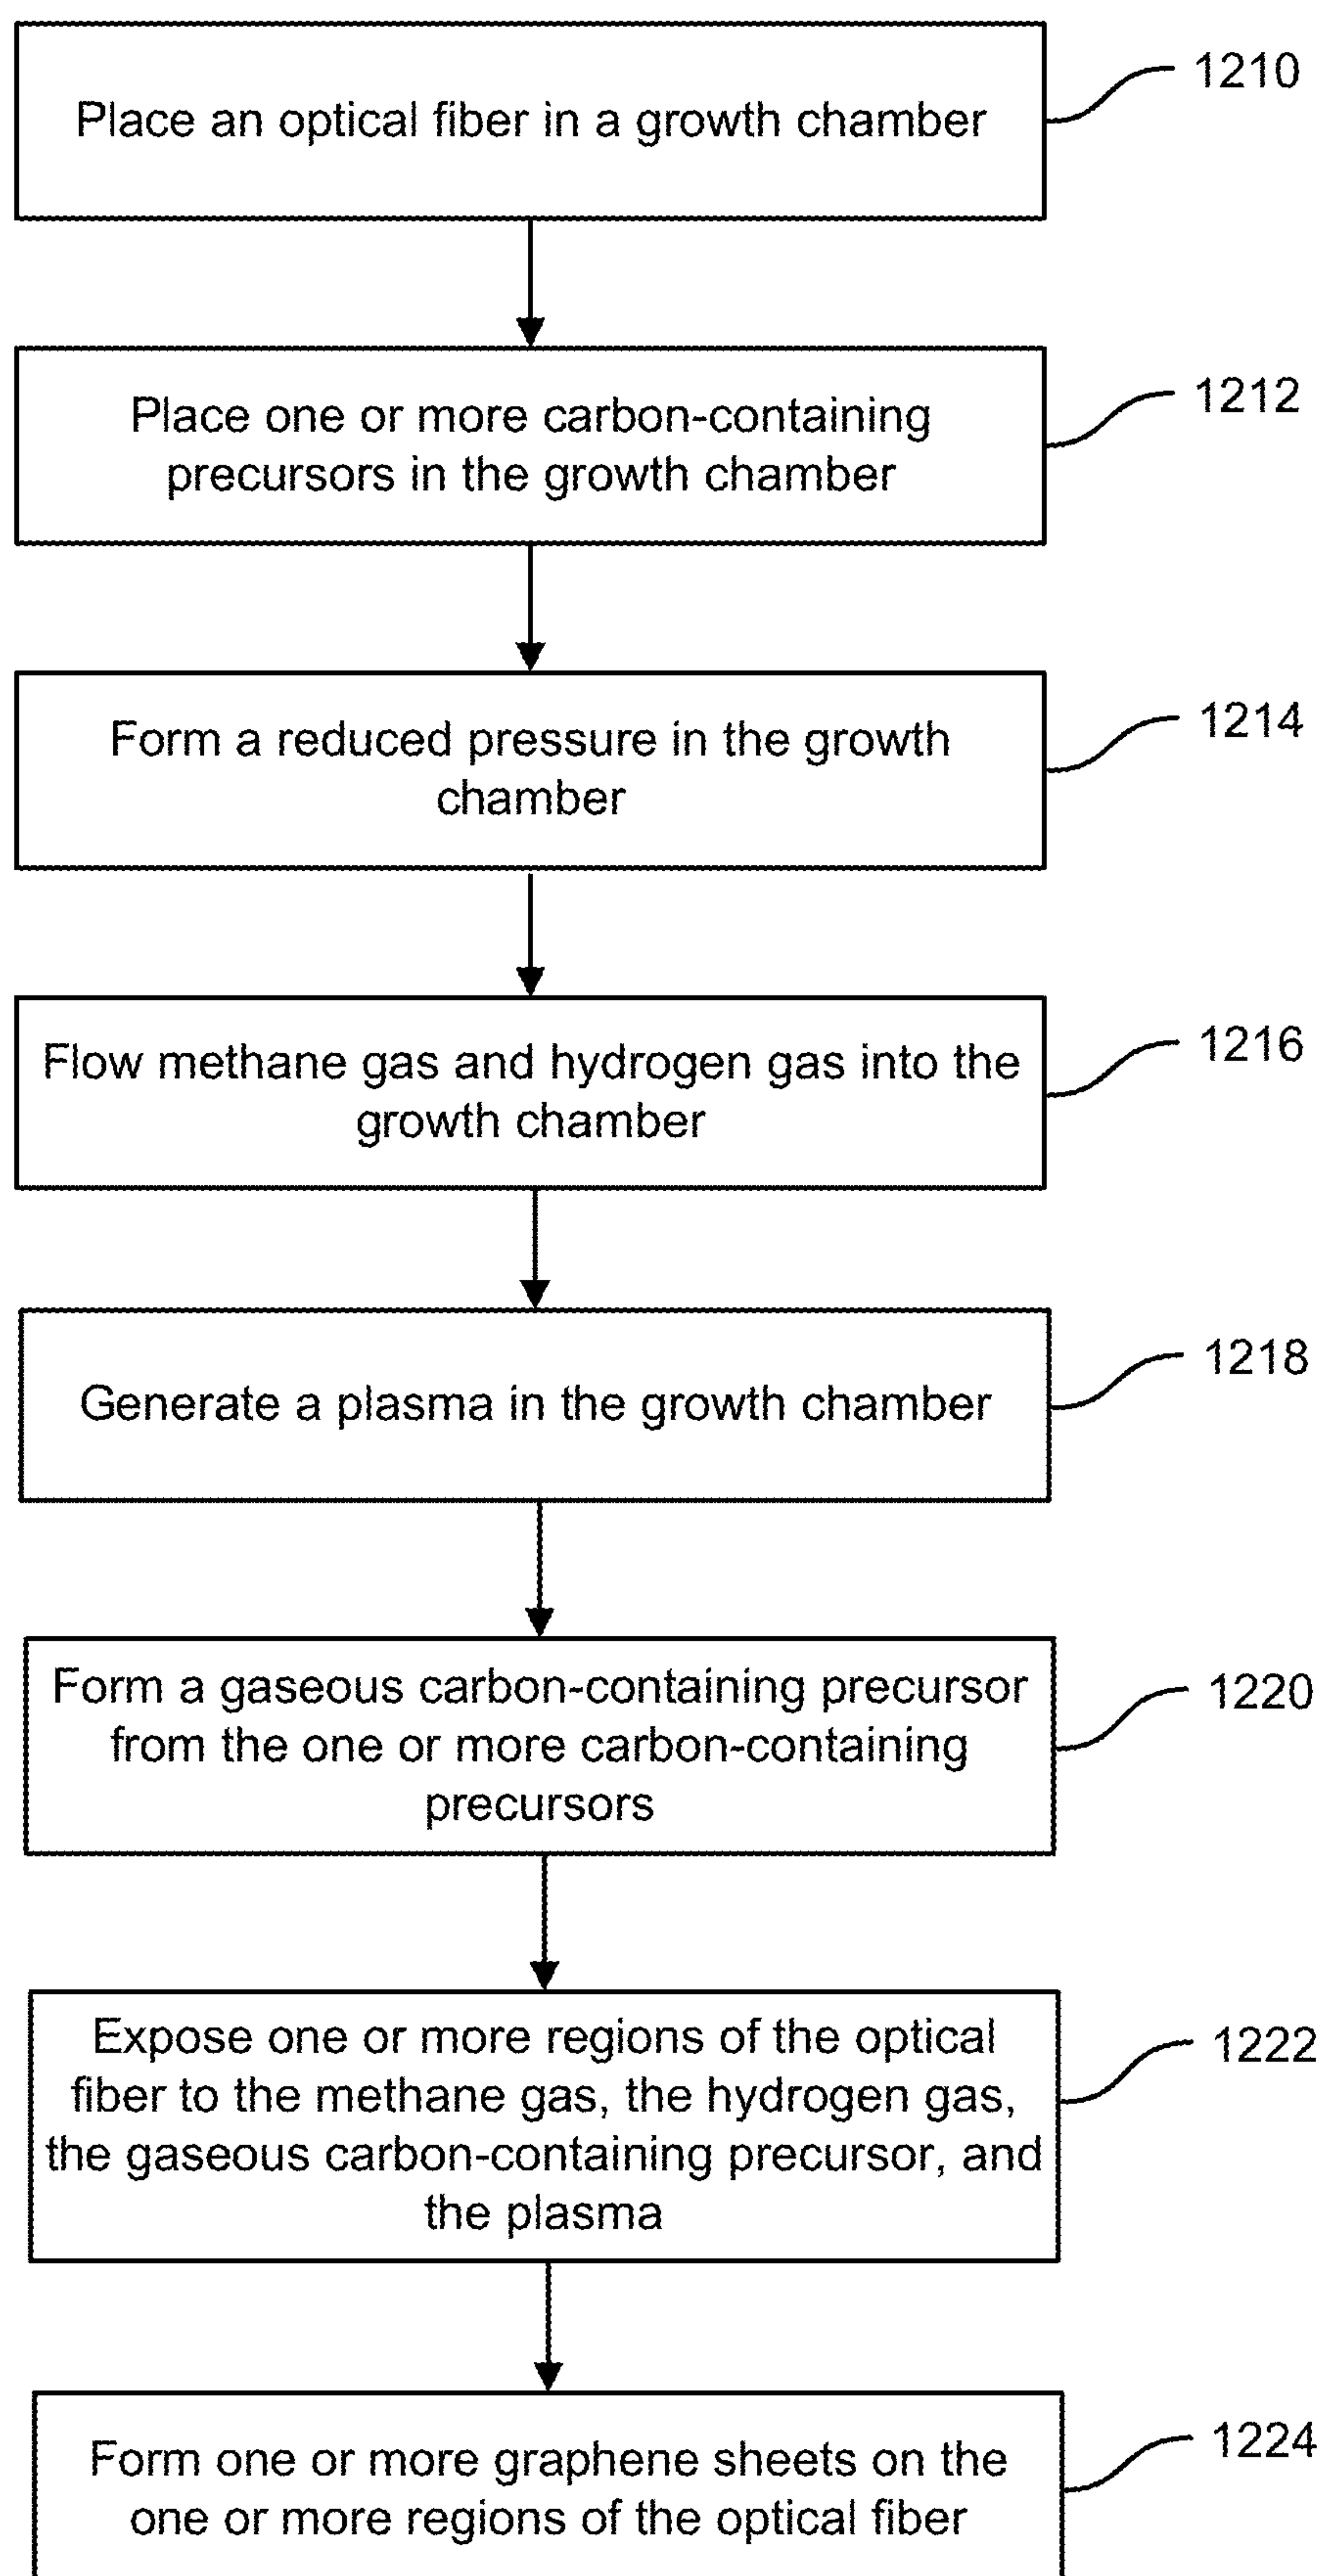 Place an optical fiber in a growth chamber
1210
Place one or more carbon-containing
precursors in the growth chamber
1212
Form a reduced pressure in the growth
chamber
1214
Flow methane gas and hydrogen gas into the
growth chamber
1216
Generate a plasma in the growth chamber
1218
Form a gaseous carbon-containing precursor
from the one or more carbon-containing
precursors
1220
Expose one or more regions of the optical
fiber to the methane gas, the hydrogen gas,
the gaseous carbon-containing precursor, and
the plasma
1222
Form one or more graphene sheets on the
one or more regions of the optical fiber
1224